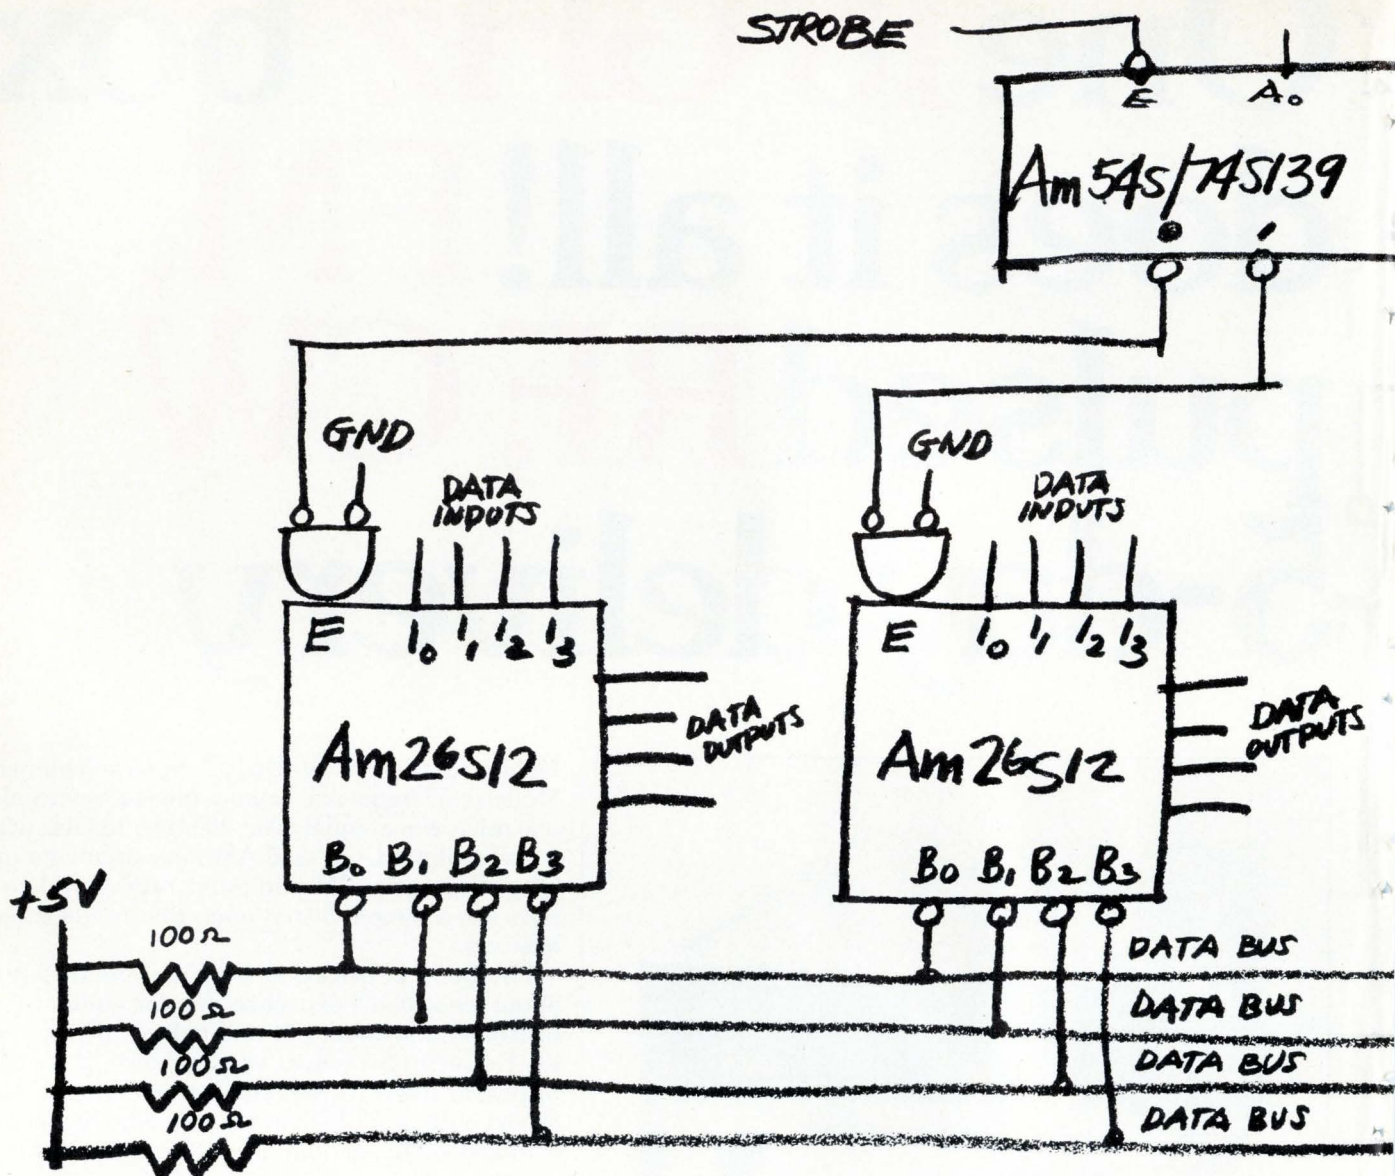 STROBE
E A0
Am54S/74S139
0 1
GND
DATA
INPUTS
GND
DATA
INPUTS
E I0 I1 I2 I3
E I0 I1 I2 I3
DATA
OUTPUTS
DATA
OUTPUTS
Am26S12
Am26S12
B0 B1 B2 B3
B0 B1 B2 B3
+5V
100Ω
DATA BUS
100Ω
DATA BUS
100Ω
DATA BUS
100Ω
DATA BUS